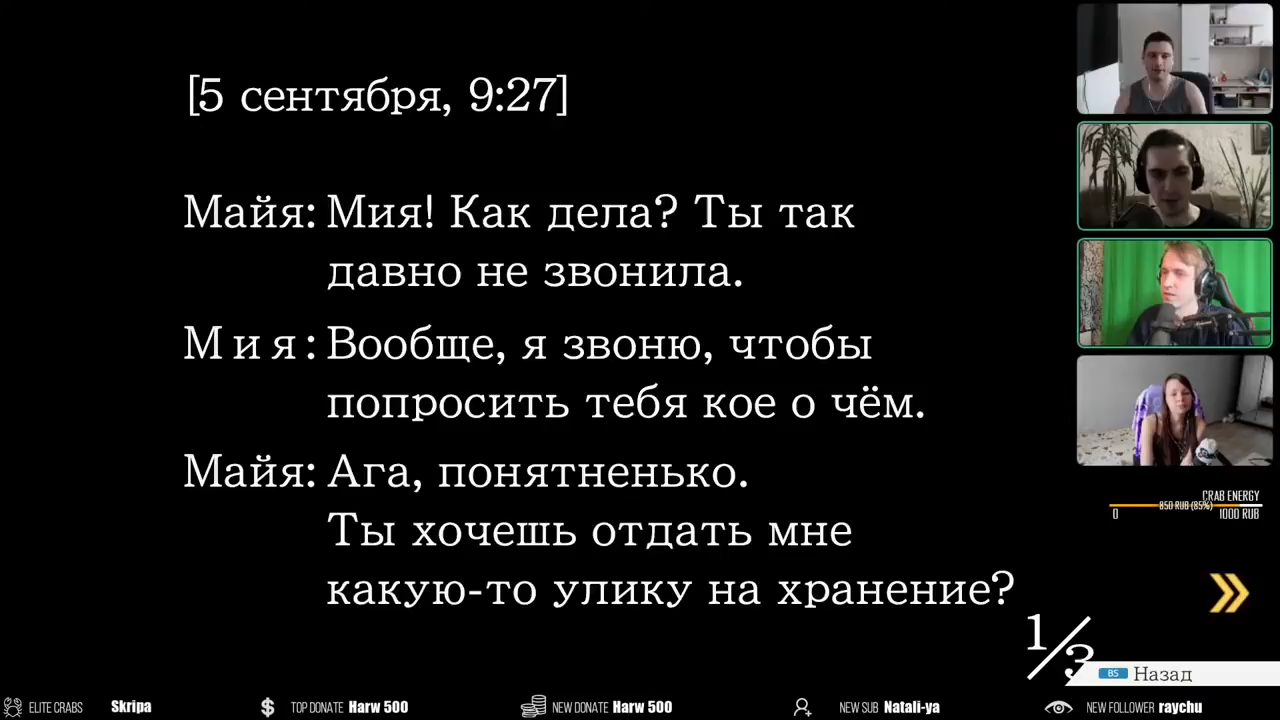 [5 сентября, 9:27]
Майя: Мия! Как дела? Ты так
давно не звонила.
Мия: Вообще, я звоню, чтобы
попросить тебя кое о чём.
Майя: Ага, понятненько.
Ты хочешь отдать мне
какую-то улику на хранение?
1/3
BS Назад
CRAB ENERGY
850 RUB (85%)
0 1000 RUB
ELITE CRABS Skripa TOP DONATE Harw 500 NEW DONATE Harw 500 NEW SUB Natali-ya NEW FOLLOWER raychu